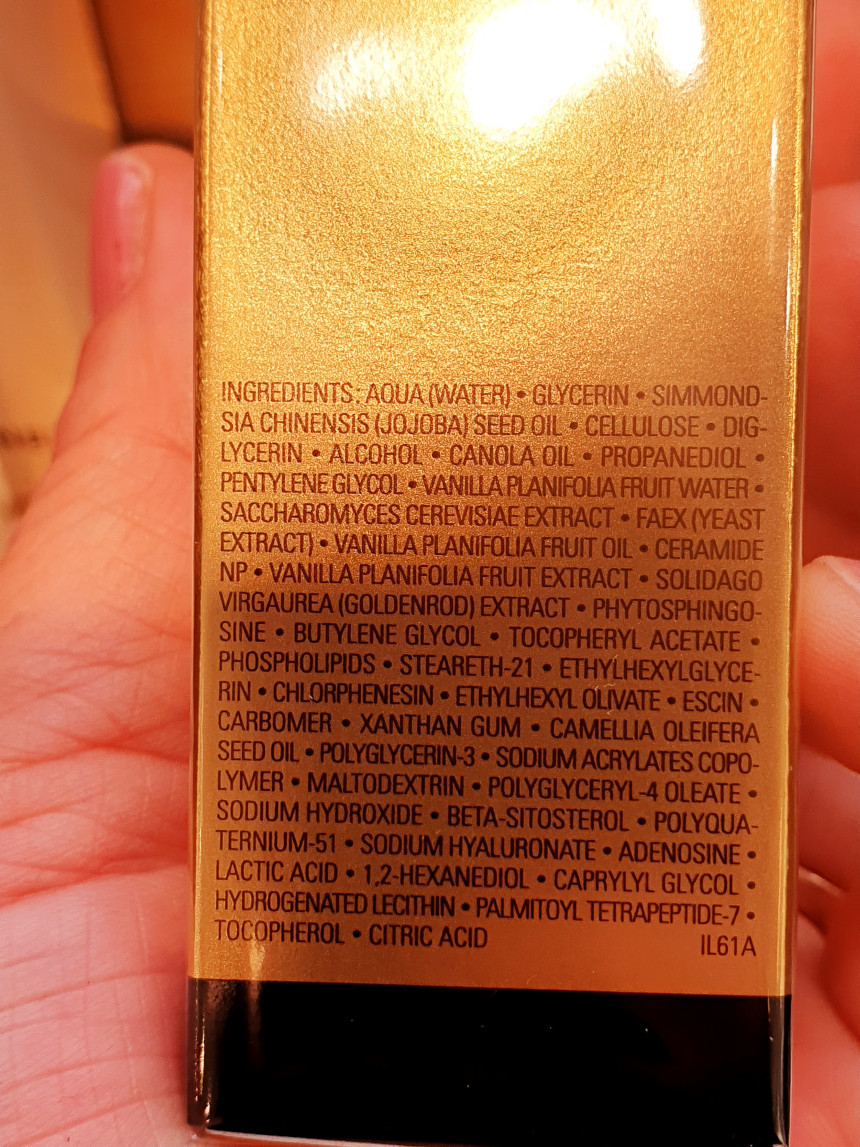 INGREDIENTS: AQUA (WATER) • GLYCERIN • SIMMOND-
SIA CHINENSIS (JOJOBA) SEED OIL • CELLULOSE • DIG-
LYCERIN • ALCOHOL • CANOLA OIL • PROPANEDIOL •
PENTYLENE GLYCOL • VANILLA PLANIFOLIA FRUIT WATER •
SACCHAROMYCES CEREVISIAE EXTRACT • FAEX (YEAST
EXTRACT) • VANILLA PLANIFOLIA FRUIT OIL • CERAMIDE
NP • VANILLA PLANIFOLIA FRUIT EXTRACT • SOLIDAGO
VIRGAUREA (GOLDENROD) EXTRACT • PHYTOSPHINGO-
SINE • BUTYLENE GLYCOL • TOCOPHERYL ACETATE •
PHOSPHOLIPIDS • STEARETH-21 • ETHYLHEXYLGLYCE-
RIN • CHLORPHENESIN • ETHYLHEXYL OLIVATE • ESCIN •
CARBOMER • XANTHAN GUM • CAMELLIA OLEIFERA
SEED OIL • POLYGLYCERIN-3 • SODIUM ACRYLATES COPO-
LYMER • MALTODEXTRIN • POLYGLYCERYL-4 OLEATE •
SODIUM HYDROXIDE • BETA-SITOSTEROL • POLYQUA-
TERNIUM-51 • SODIUM HYALURONATE • ADENOSINE •
LACTIC ACID • 1,2-HEXANEDIOL • CAPRYLYL GLYCOL •
HYDROGENATED LECITHIN • PALMITOYL TETRAPEPTIDE-7 •
TOCOPHEROL • CITRIC ACID IL61A